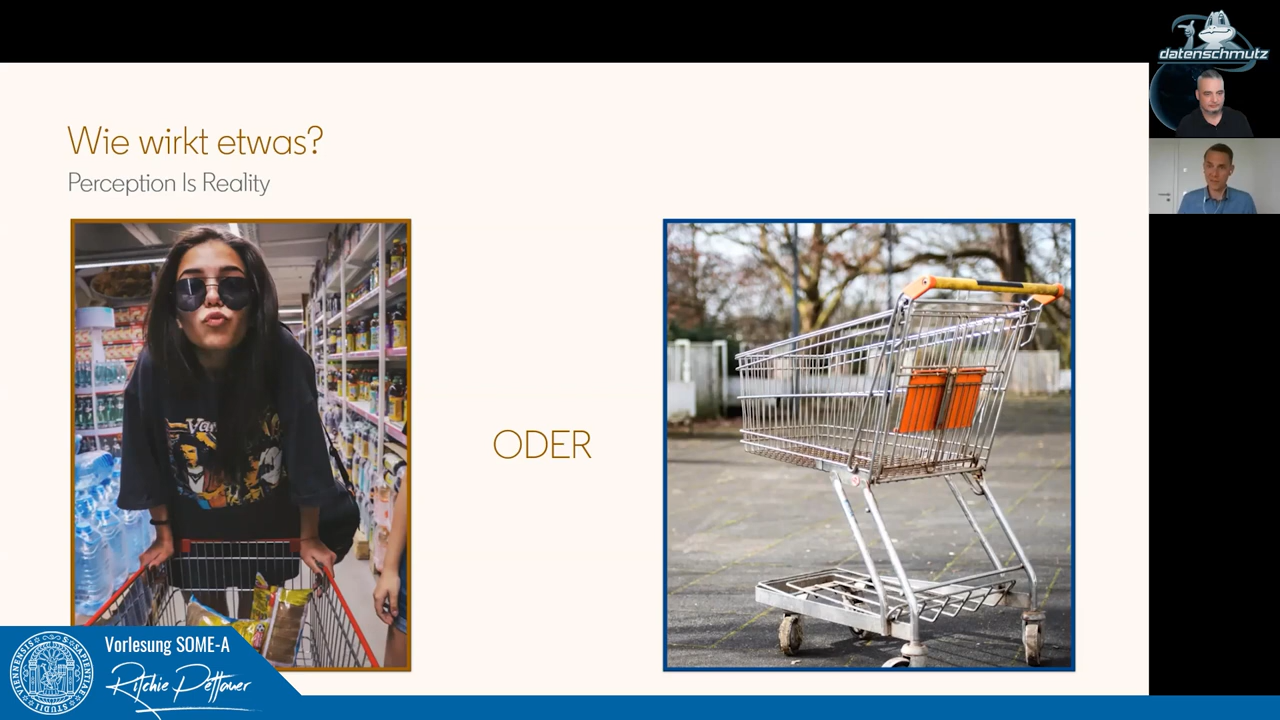 datenschmutz
Wie wirkt etwas?
Perception Is Reality
ODER
Vorlesung SOME-A
Ritchie Pettauer